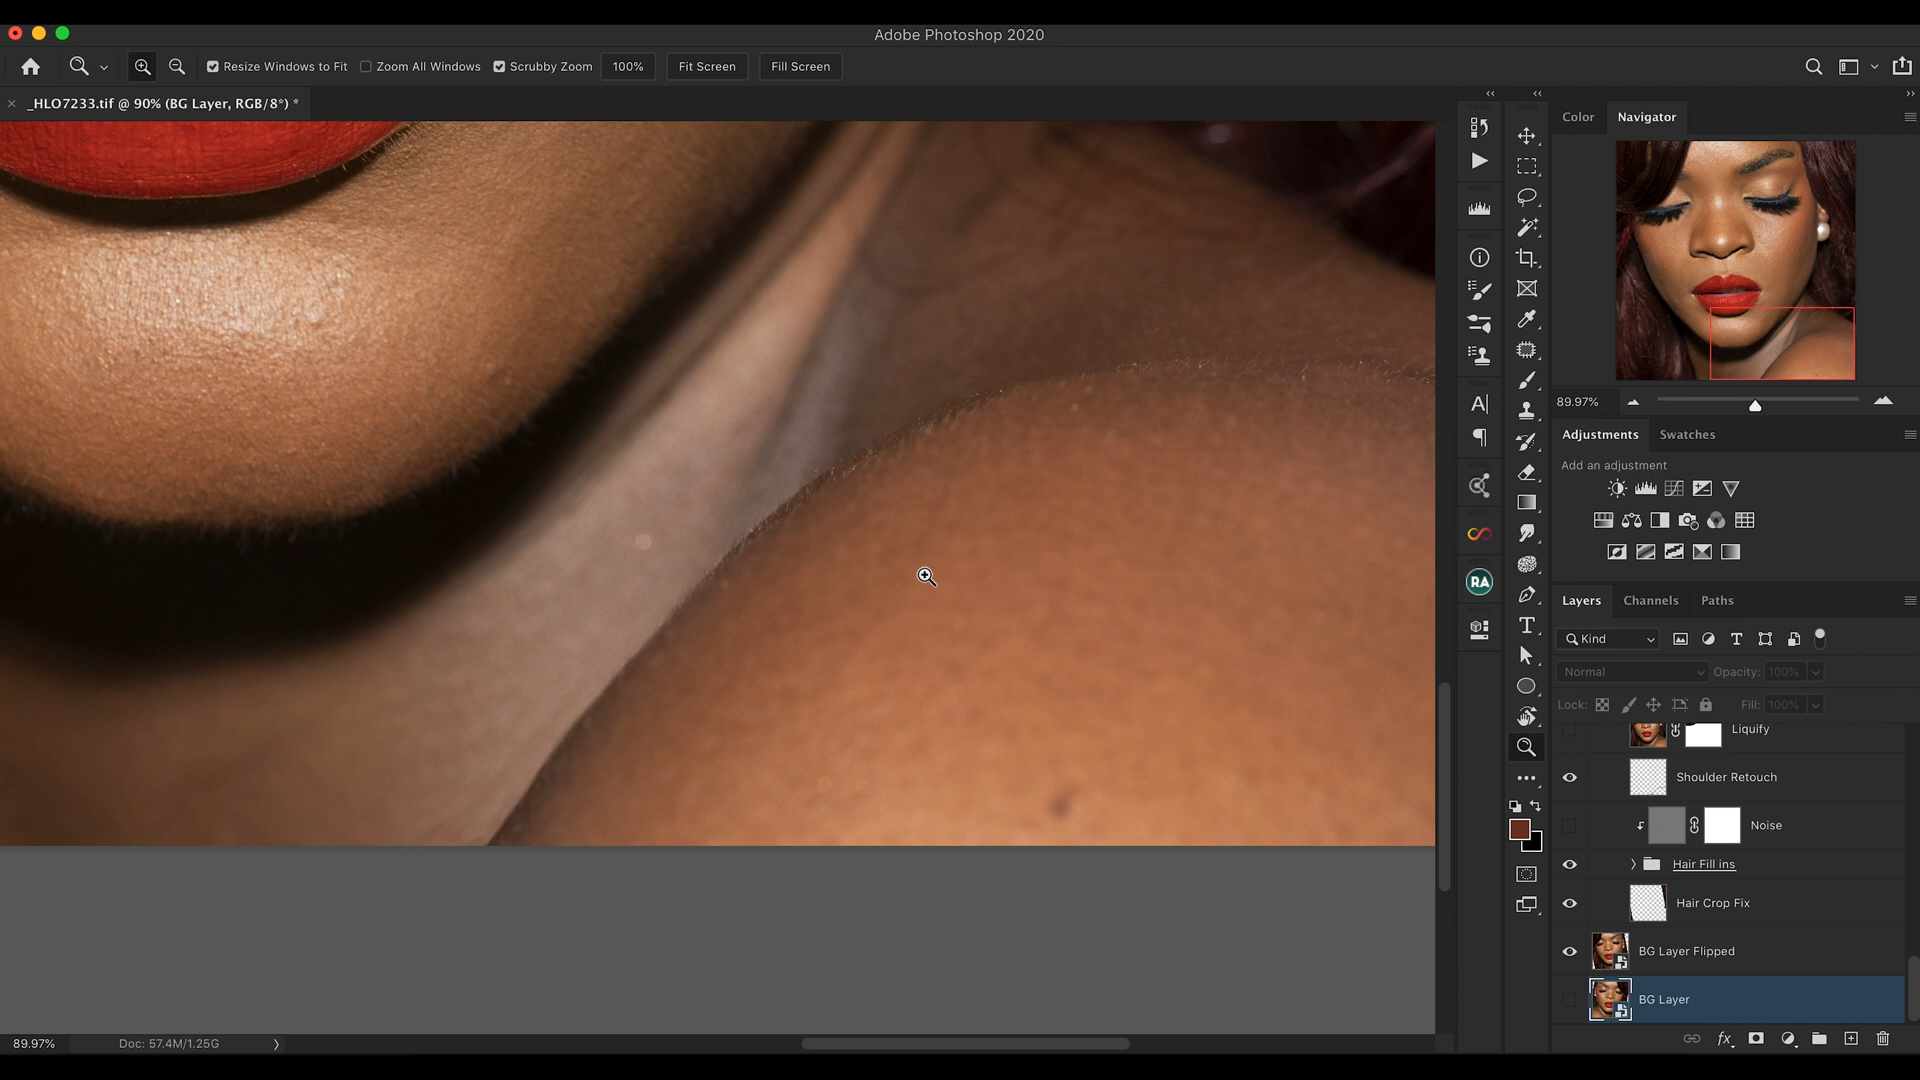 Adobe Photoshop 2020
Resize Windows to Fit Zoom All Windows Scrubby Zoom 100% Fit Screen Fill Screen
_HLO7233.tif @ 90% (BG Layer, RGB/8*) *
Color Navigator
89.97%
Adjustments Swatches
Add an adjustment
RA
Layers Channels Paths
Kind
Normal Opacity: 100%
Lock: Fill: 100%
Liquify
Shoulder Retouch
Noise
Hair Fill ins
Hair Crop Fix
BG Layer Flipped
BG Layer
fx
89.97% Doc: 57.4M/1.25G